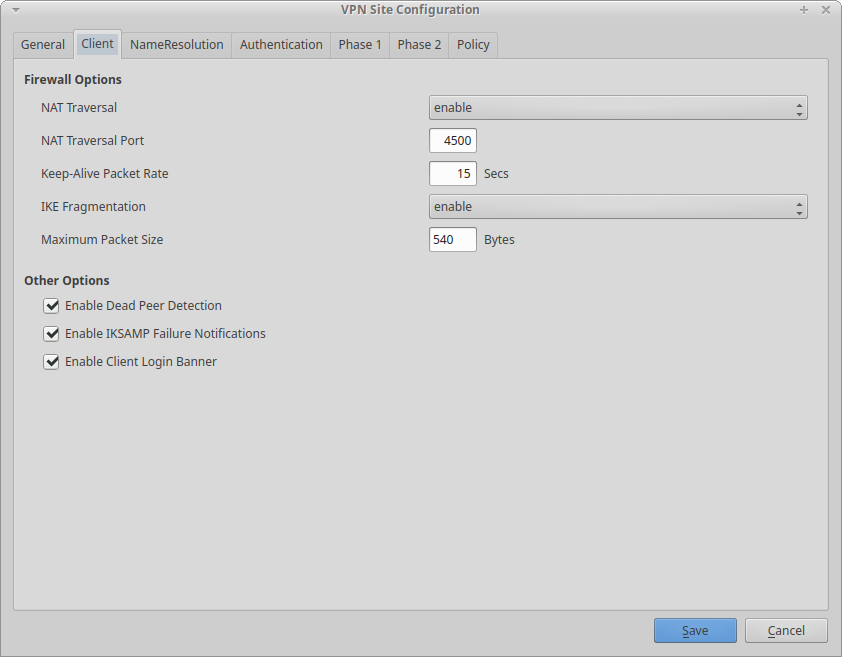 VPN Site Configuration
General Client NameResolution Authentication Phase 1 Phase 2 Policy
Firewall Options
NAT Traversal enable
NAT Traversal Port 4500
Keep-Alive Packet Rate 15 Secs
IKE Fragmentation enable
Maximum Packet Size 540 Bytes
Other Options
Enable Dead Peer Detection
Enable IKSAMP Failure Notifications
Enable Client Login Banner
Save Cancel